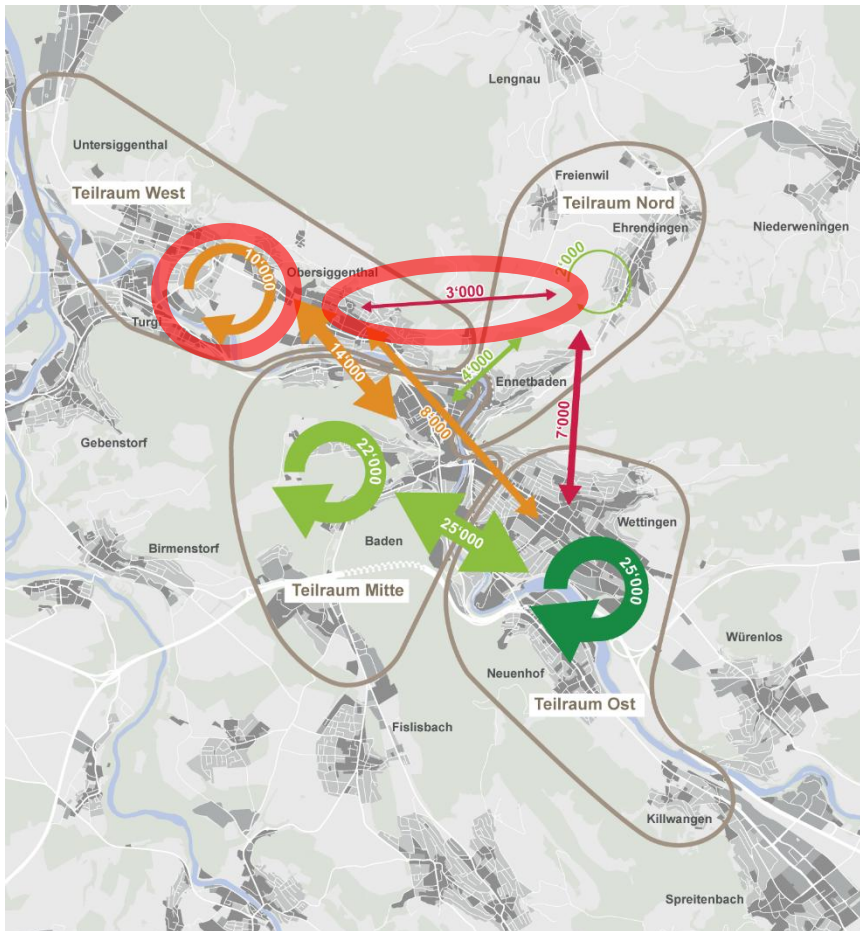 Lengnau
Untersiggenthal
Freienwil
Teilraum West
Teilraum Nord
Ehrendingen
Niederweningen
2'000
10'000
Obersiggenthal
3'000
Turgi
14'000
4'000
Ennetbaden
8'000
7'000
Gebenstorf
22'000
Wettingen
25'000
Baden
Birmenstorf
25'000
Teilraum Mitte
Würenlos
Neuenhof
Teilraum Ost
Fislisbach
Killwangen
Spreitenbach